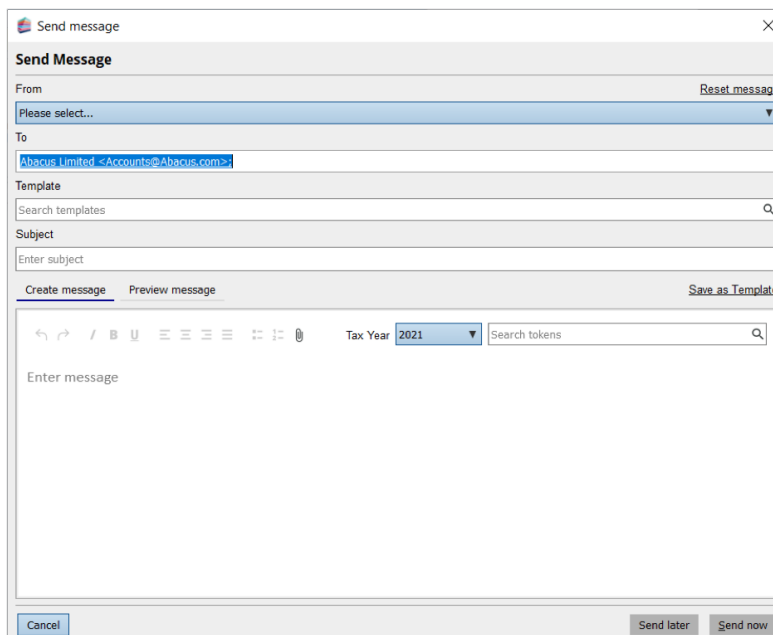 Send message
Send Message
From Reset messag
Please select...
To
Abacus Limited <Accounts@Abacus.com>;
Template
Search templates
Subject
Enter subject
Create message Preview message Save as Templat
I B U Tax Year 2021 Search tokens
Enter message
Cancel Send later Send now